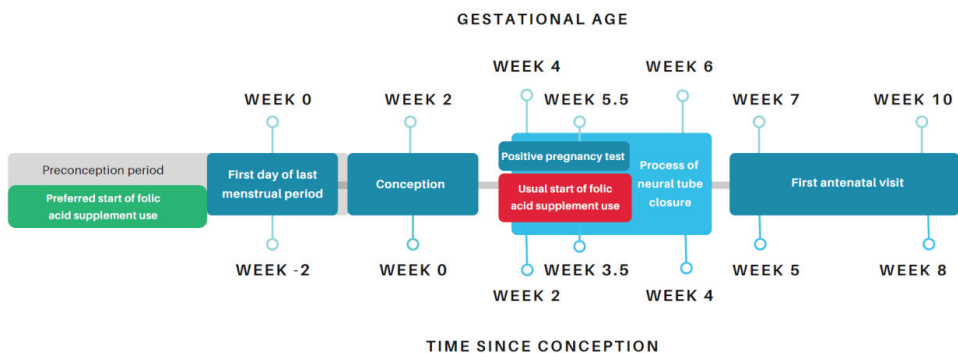 GESTATIONAL AGE
WEEK 4
WEEK 6
WEEK 0
WEEK 2
WEEK 5.5
WEEK 7
WEEK 10
Preconception period
Preferred start of folic
acid supplement use
First day of last
menstrual period
Conception
Positive pregnancy test
Usual start of folic
acid supplement use
Process of
neural tube
closure
First antenatal visit
WEEK -2
WEEK 0
WEEK 3.5
WEEK 5
WEEK 8
WEEK 2
WEEK 4
TIME SINCE CONCEPTION